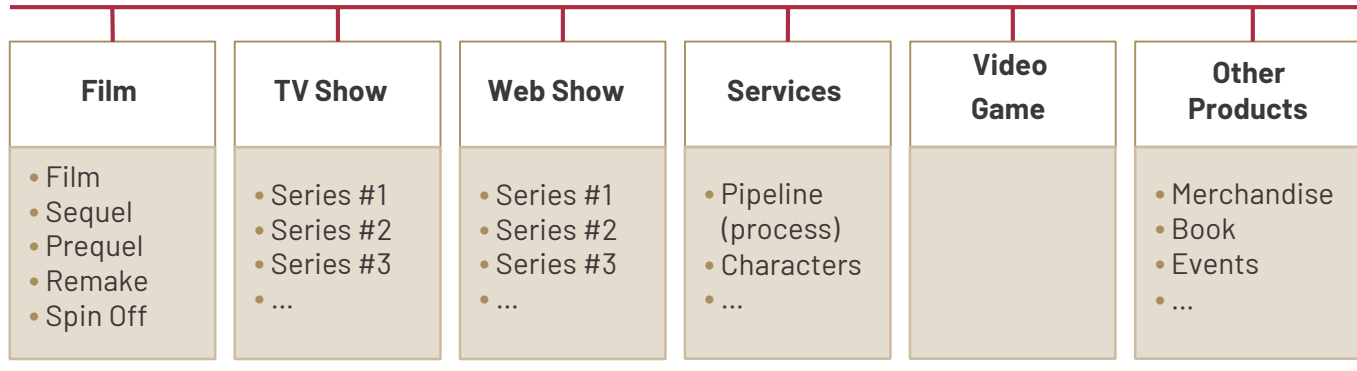 Film
• Film
• Sequel
• Prequel
• Remake
• Spin Off
TV Show
• Series #1
• Series #2
• Series #3
• ...
Web Show
• Series #1
• Series #2
• Series #3
• ...
Services
• Pipeline
(process)
• Characters
• ...
Video
Game
Other
Products
• Merchandise
• Book
• Events
• ...